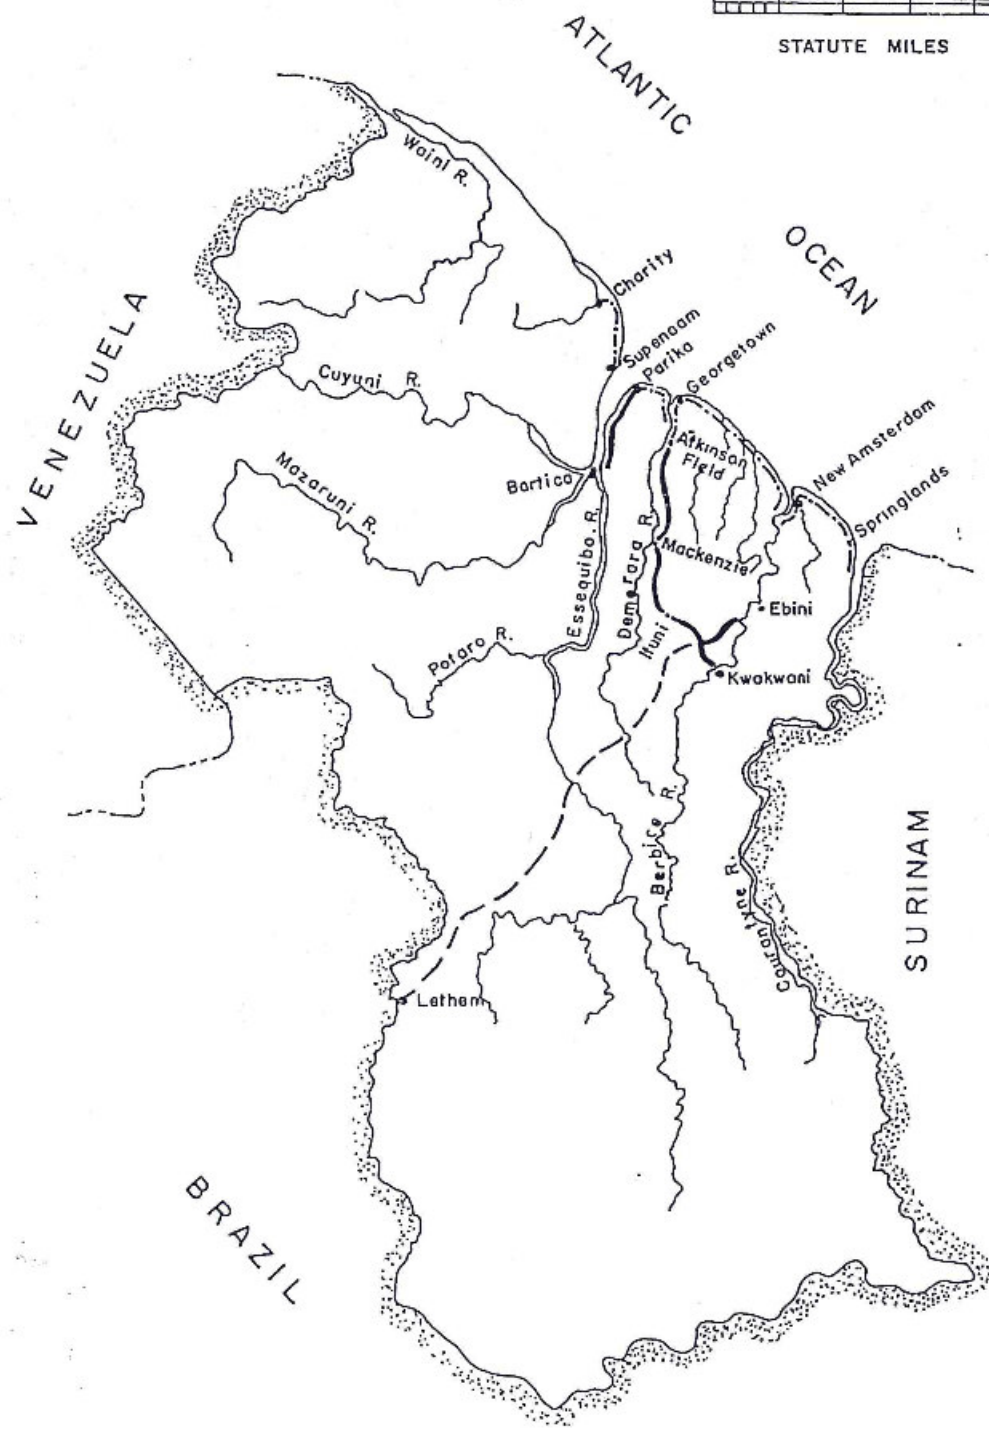 STATUTE MILES
ATLANTIC
OCEAN
Waini R.
Charity
Supenaam
Parika
Georgetown
VENEZUELA
Cuyuni R.
Atkinson
Field
New Amsterdam
Springlands
Mazaruni R.
Bartica
Essequibo. R.
Demerara R.
Mackenzie
Ebini
Ituni
Potaro R.
Kwakwani
Berbice R.
Courantyne R.
SURINAM
Lethem
BRAZIL